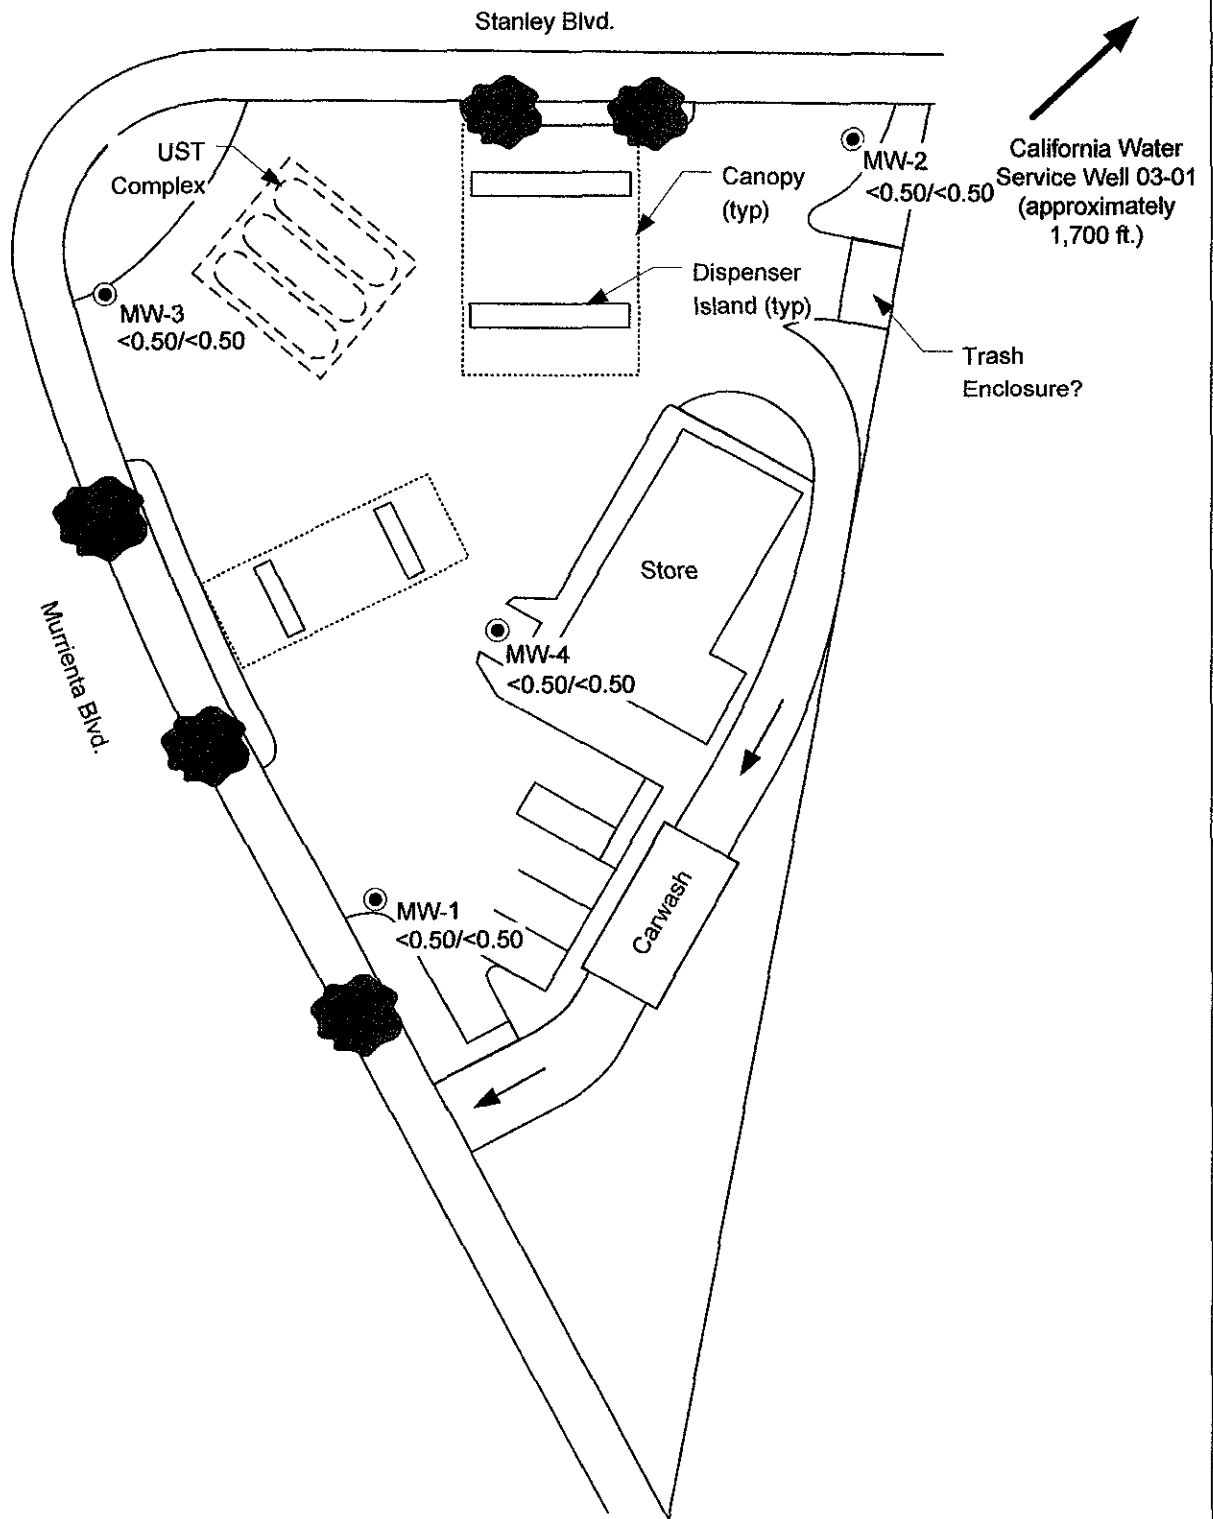 Stanley Blvd.
UST
Complex
MW-2
<0.50/<0.50
California Water
Service Well 03-01
(approximately
1,700 ft.)
Canopy
(typ)
Dispenser
Island (typ)
MW-3
<0.50/<0.50
Trash
Enclosure?
Store
Murrienta Blvd.
MW-4
<0.50/<0.50
MW-1
<0.50/<0.50
Carwash